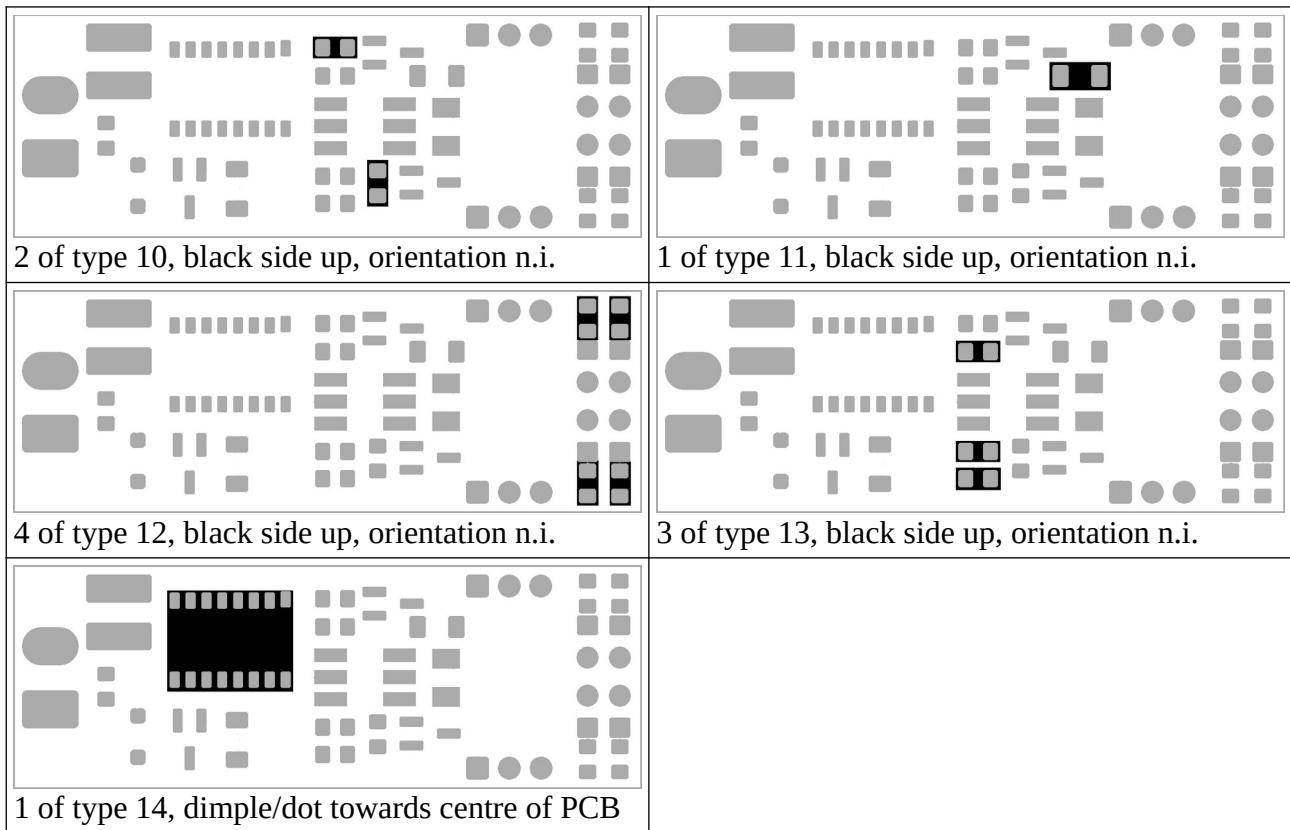 2 of type 10, black side up, orientation n.i.
1 of type 11, black side up, orientation n.i.
4 of type 12, black side up, orientation n.i.
3 of type 13, black side up, orientation n.i.
1 of type 14, dimple/dot towards centre of PCB